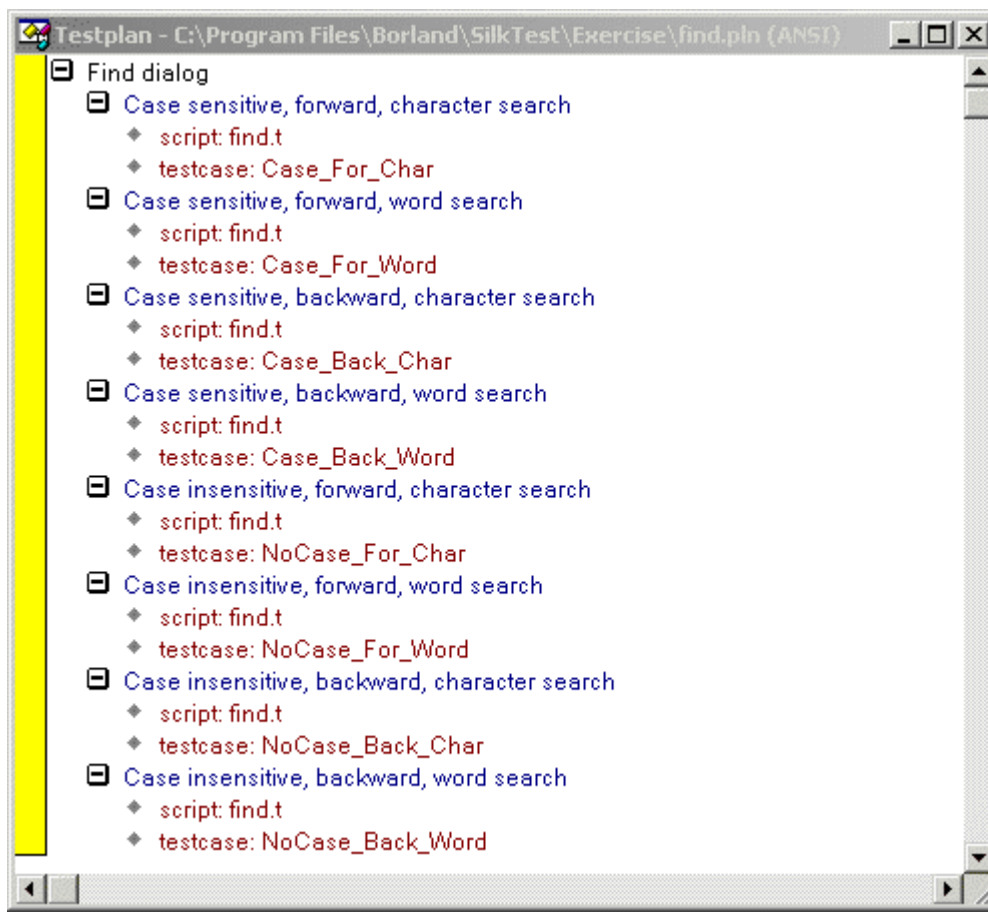 Testplan - C:\Program Files\Borland\SilkTest\Exercise\find.pln (ANSI)
Find dialog
Case sensitive, forward, character search
script: find.t
testcase: Case_For_Char
Case sensitive, forward, word search
script: find.t
testcase: Case_For_Word
Case sensitive, backward, character search
script: find.t
testcase: Case_Back_Char
Case sensitive, backward, word search
script: find.t
testcase: Case_Back_Word
Case insensitive, forward, character search
script: find.t
testcase: NoCase_For_Char
Case insensitive, forward, word search
script: find.t
testcase: NoCase_For_Word
Case insensitive, backward, character search
script: find.t
testcase: NoCase_Back_Char
Case insensitive, backward, word search
script: find.t
testcase: NoCase_Back_Word